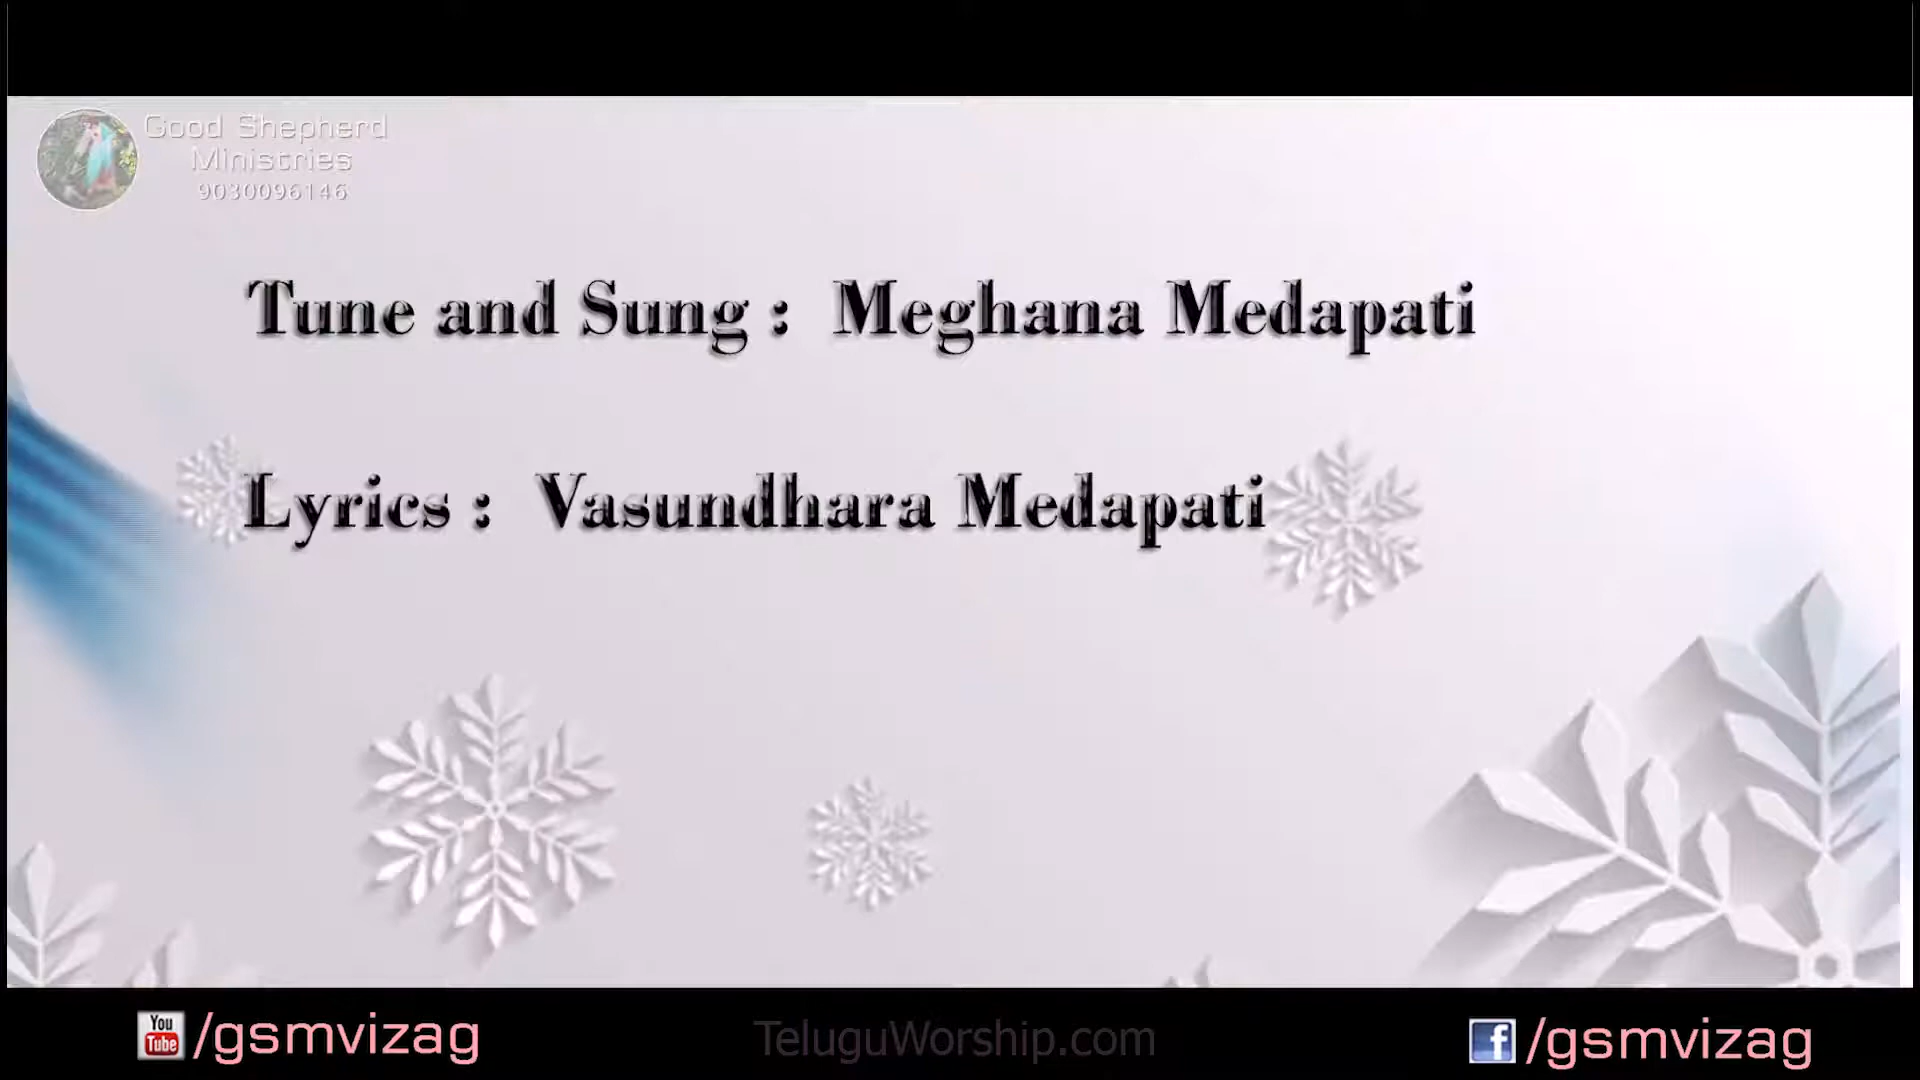 Good Shepherd
Ministries
9030096146
Tune and Sung : Meghana Medapati
Lyrics : Vasundhara Medapati
You Tube /gsmvizag
TeluguWorship.com
f /gsmvizag